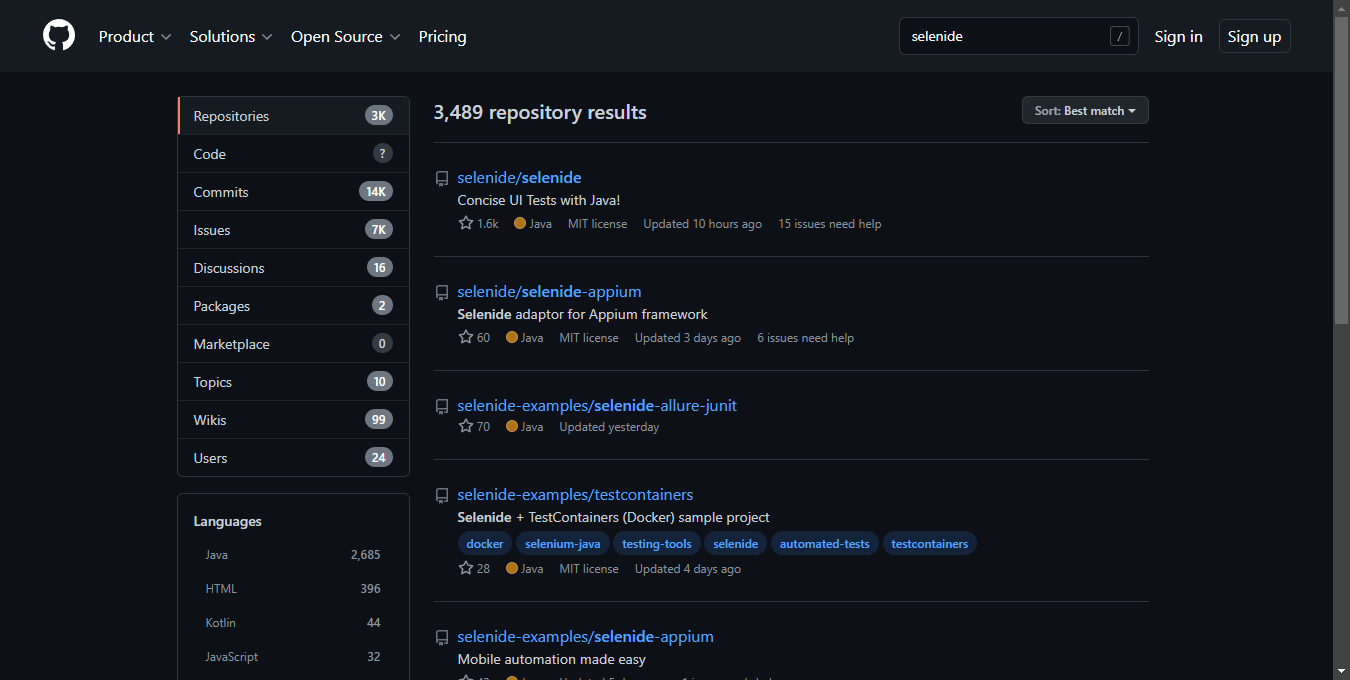 Product Solutions Open Source Pricing selenide / Sign in Sign up
Repositories 3K
Code ?
Commits 14K
Issues 7K
Discussions 16
Packages 2
Marketplace 0
Topics 10
Wikis 99
Users 24
Languages
Java 2,685
HTML 396
Kotlin 44
JavaScript 32
3,489 repository results Sort: Best match
selenide/selenide
Concise UI Tests with Java!
1.6k Java MIT license Updated 10 hours ago 15 issues need help
selenide/selenide-appium
Selenide adaptor for Appium framework
60 Java MIT license Updated 3 days ago 6 issues need help
selenide-examples/selenide-allure-junit
70 Java Updated yesterday
selenide-examples/testcontainers
Selenide + TestContainers (Docker) sample project
docker selenium-java testing-tools selenide automated-tests testcontainers
28 Java MIT license Updated 4 days ago
selenide-examples/selenide-appium
Mobile automation made easy